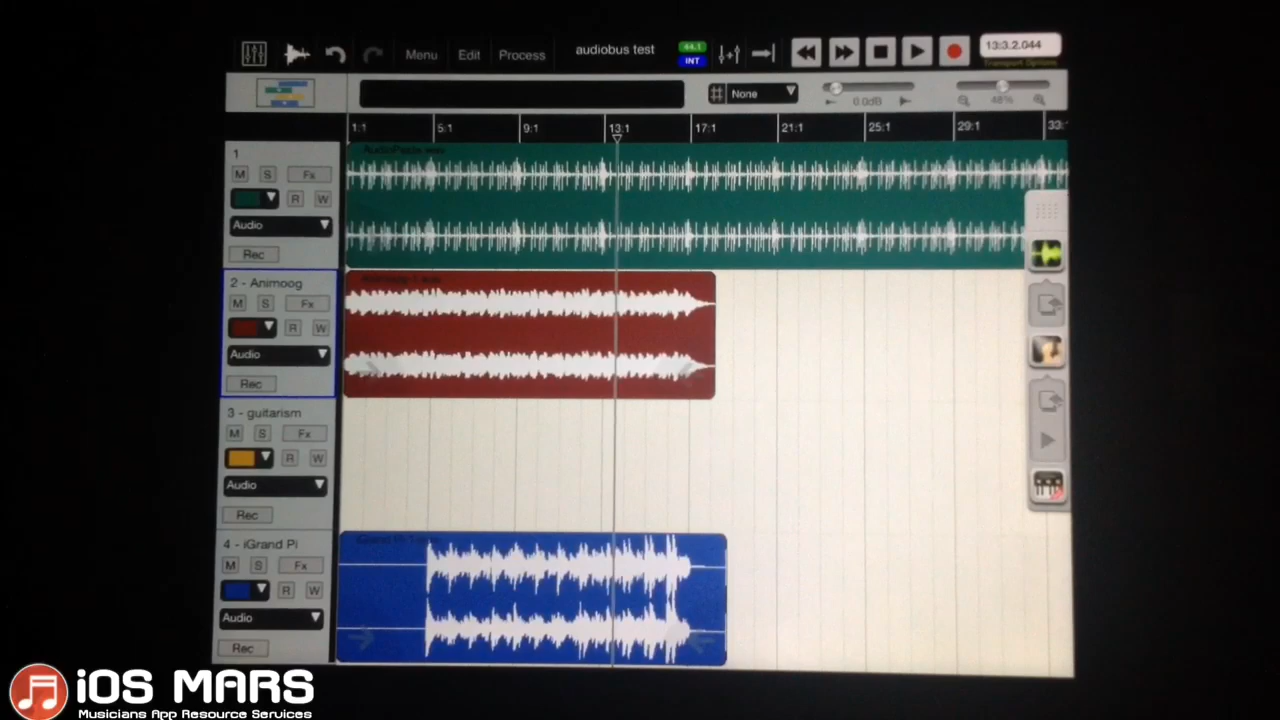 Menu Edit Process audiobus test 44.1 INT 13:3.2.044
Transport Options
None 0.0dB 48%
1:1 5:1 9:1 13:1 17:1 21:1 25:1 29:1 33:
1
M S Fx
R W
Audio
Rec
2 - Animoog
M S Fx
R W
Audio
Rec
3 - guitarism
M S Fx
R W
Audio
Rec
4 - iGrand Pi
M S Fx
R W
Audio
Rec
iOS MARS
Musicians App Resource Services